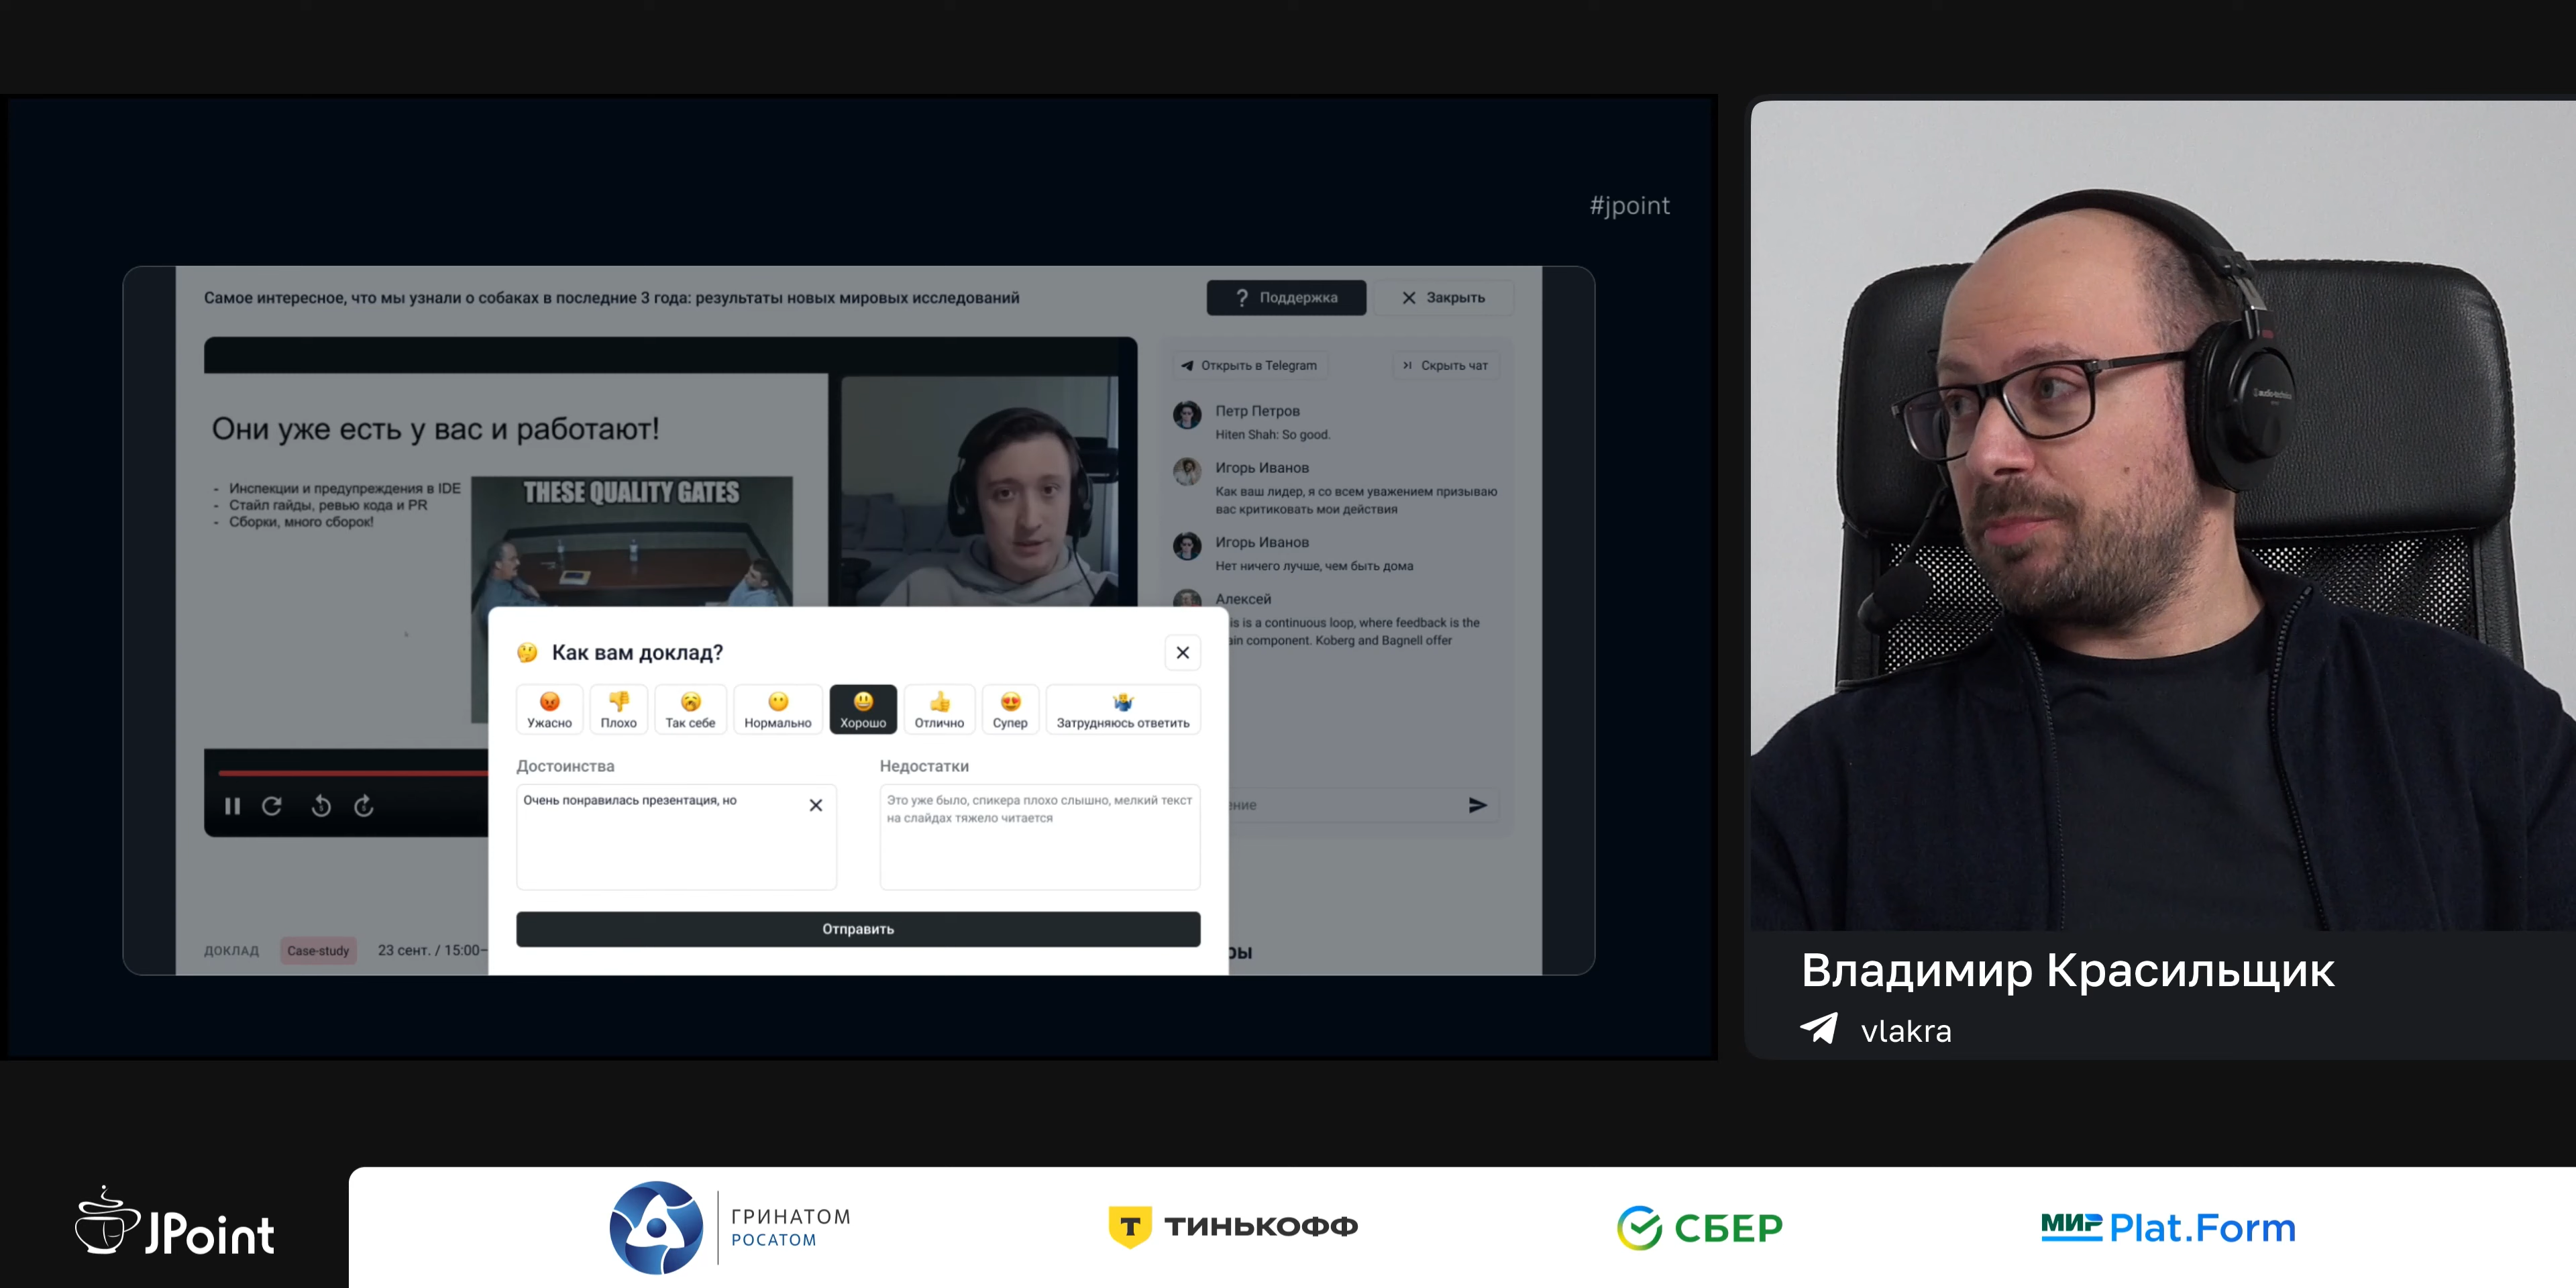 #jpoint
Самое интересное, что мы узнали о собаках в последние 3 года: результаты новых мировых исследований
? Поддержка
Закрыть
Они уже есть у вас и работают!
- Инспекции и предупреждения в IDE
- Стайл гайды, ревью кода и PR
- Сборки, много сборок!
THESE QUALITY GATES
Открыть в Telegram
Скрыть чат
Петр Петров
Hiten Shah: So good.
Игорь Иванов
Как ваш лидер, я со всем уважением призываю
вас критиковать мои действия
Игорь Иванов
Нет ничего лучше, чем быть дома
Алексей
is is a continuous loop, where feedback is the
ain component. Koberg and Bagnell offer
ение
Как вам доклад?
Ужасно
Плохо
Так себе
Нормально
Хорошо
Отлично
Супер
Затрудняюсь ответить
Достоинства
Недостатки
Очень понравилась презентация, но
Это уже было, спикера плохо слышно, мелкий текст
на слайдах тяжело читается
Отправить
ДОКЛАД
Case-study
23 сент. / 15:00–
ры
audio-technica
Владимир Красильщик
vlakra
JPoint
ГРИНАТОМ
РОСАТОМ
Т ТИНЬКОФФ
СБЕР
МИР Plat.Form